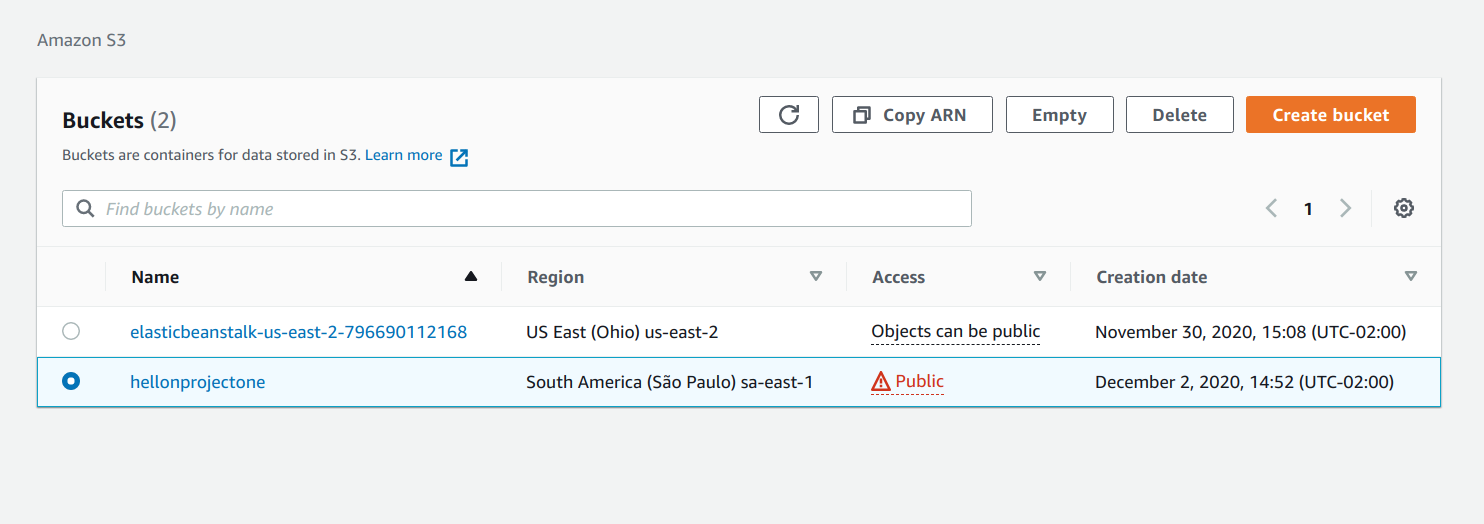 Amazon S3
Buckets (2)
Copy ARN
Empty
Delete
Create bucket
Buckets are containers for data stored in S3. Learn more
Find buckets by name
1
Name Region Access Creation date
elasticbeanstalk-us-east-2-796690112168 US East (Ohio) us-east-2 Objects can be public November 30, 2020, 15:08 (UTC-02:00)
hellonprojectone South America (São Paulo) sa-east-1 Public December 2, 2020, 14:52 (UTC-02:00)